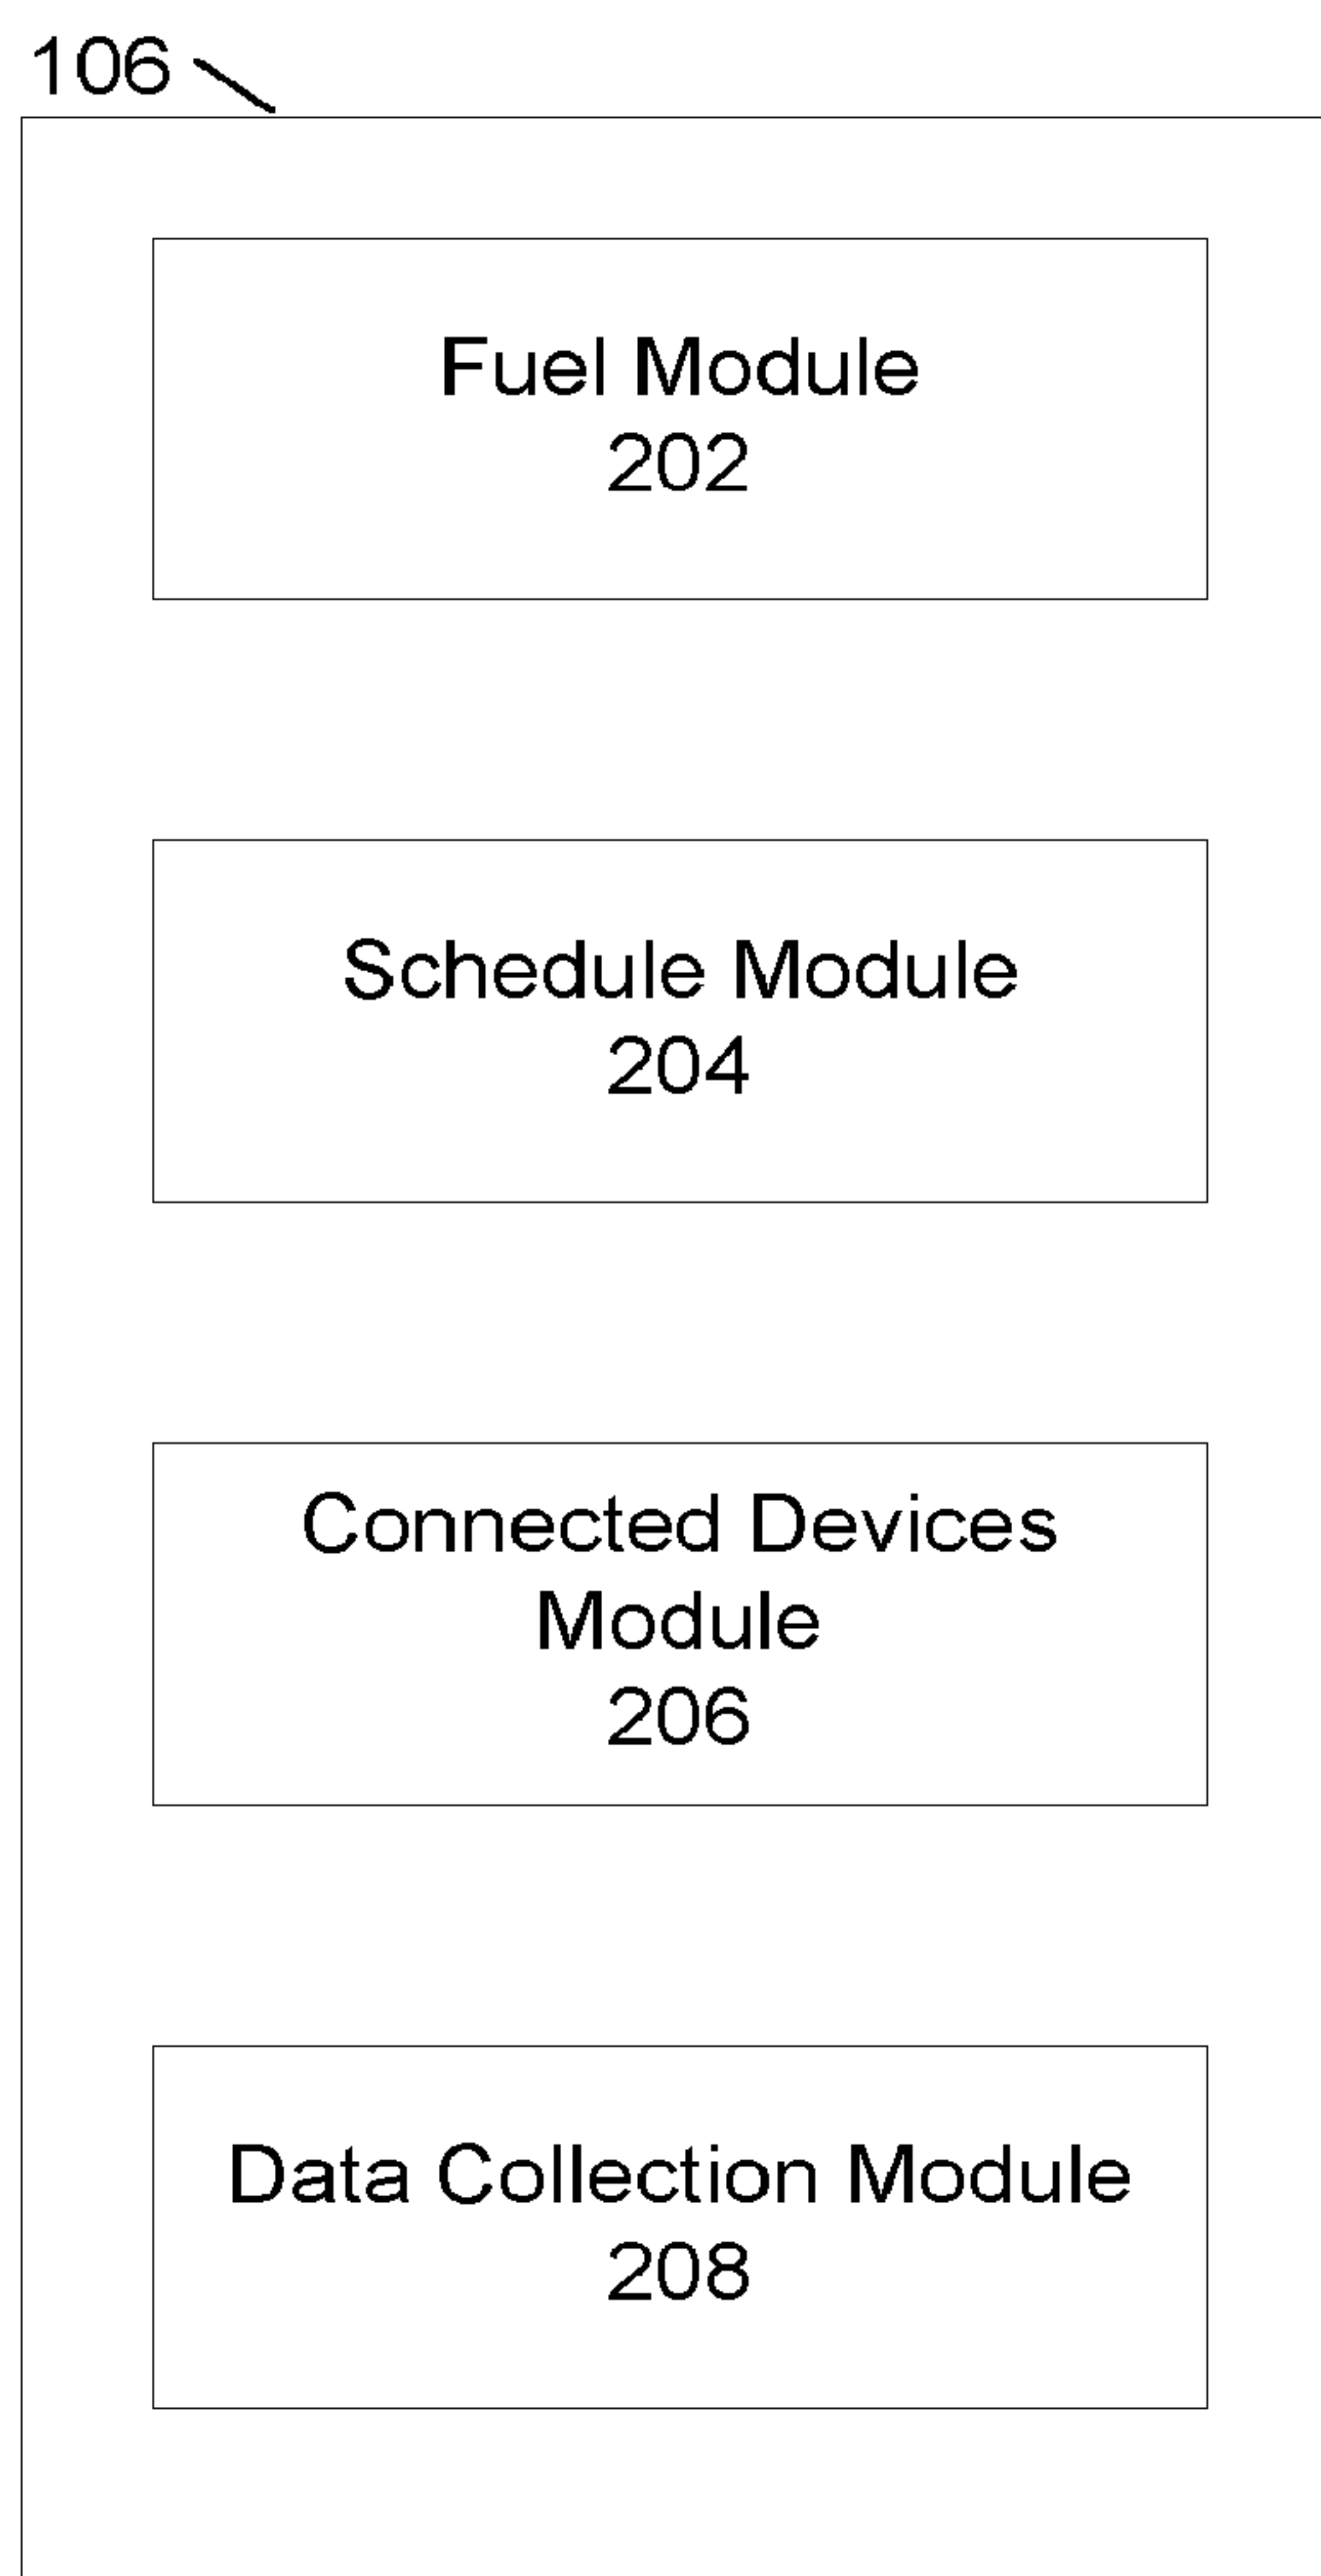 106
Fuel Module
202
Schedule Module
204
Connected Devices
Module
206
Data Collection Module
208